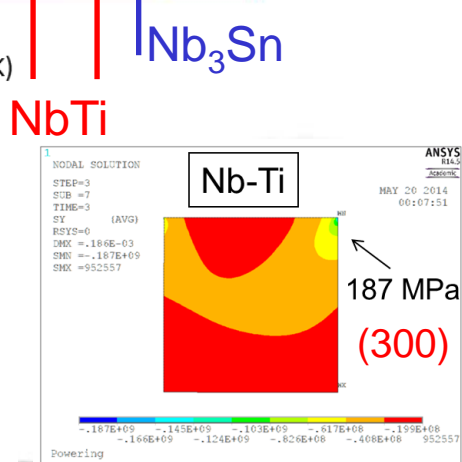 Nb₃Sn
k)
NbTi
1
NODAL SOLUTION
STEP=3
SUB =7
TIME=3
SY (AVG)
RSYS=0
DMX =.186E-03
SMN =-.187E+09
SMX =952557
Nb-Ti
ANSYS
R14.5
Academic
MAY 20 2014
00:07:51
MN
187 MPa
(300)
MX
-.187E+09 -.145E+09 -.103E+09 -.617E+08 -.199E+08
-.166E+09 -.124E+09 -.826E+08 -.408E+08 952557
Powering